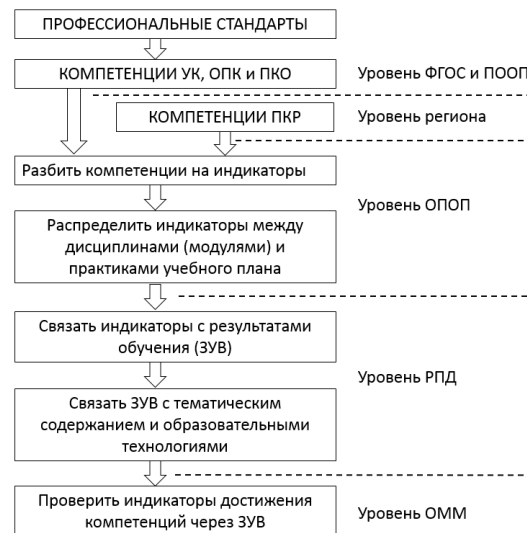 ПРОФЕССИОНАЛЬНЫЕ СТАНДАРТЫ
КОМПЕТЕНЦИИ УК, ОПК и ПКО
Уровень ФГОС и ПООП
КОМПЕТЕНЦИИ ПКР
Уровень региона
Разбить компетенции на индикаторы
Уровень ОПОП
Распределить индикаторы между
дисциплинами (модулями) и
практиками учебного плана
Связать индикаторы с результатами
обучения (ЗУВ)
Уровень РПД
Связать ЗУВ с тематическим
содержанием и образовательными
технологиями
Проверить индикаторы достижения
компетенций через ЗУВ
Уровень ОММ